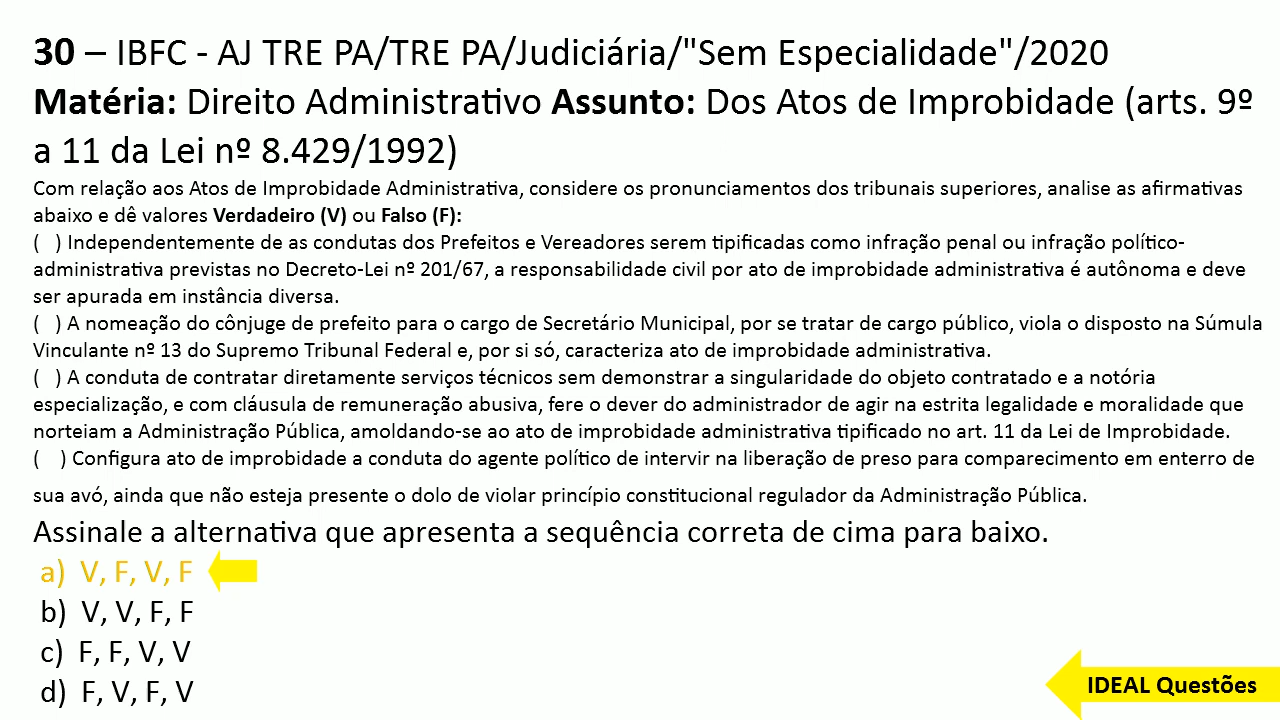 30 – IBFC - AJ TRE PA/TRE PA/Judiciária/"Sem Especialidade"/2020
Matéria: Direito Administrativo Assunto: Dos Atos de Improbidade (arts. 9º
a 11 da Lei nº 8.429/1992)
Com relação aos Atos de Improbidade Administrativa, considere os pronunciamentos dos tribunais superiores, analise as afirmativas
abaixo e dê valores Verdadeiro (V) ou Falso (F):
(   ) Independentemente de as condutas dos Prefeitos e Vereadores serem tipificadas como infração penal ou infração político-
administrativa previstas no Decreto-Lei nº 201/67, a responsabilidade civil por ato de improbidade administrativa é autônoma e deve
ser apurada em instância diversa.
(   ) A nomeação do cônjuge de prefeito para o cargo de Secretário Municipal, por se tratar de cargo público, viola o disposto na Súmula
Vinculante nº 13 do Supremo Tribunal Federal e, por si só, caracteriza ato de improbidade administrativa.
(   ) A conduta de contratar diretamente serviços técnicos sem demonstrar a singularidade do objeto contratado e a notória
especialização, e com cláusula de remuneração abusiva, fere o dever do administrador de agir na estrita legalidade e moralidade que
norteiam a Administração Pública, amoldando-se ao ato de improbidade administrativa tipificado no art. 11 da Lei de Improbidade.
(    ) Configura ato de improbidade a conduta do agente político de intervir na liberação de preso para comparecimento em enterro de
sua avó, ainda que não esteja presente o dolo de violar princípio constitucional regulador da Administração Pública.
Assinale a alternativa que apresenta a sequência correta de cima para baixo.
a) V, F, V, F
b) V, V, F, F
c) F, F, V, V
d) F, V, F, V
IDEAL Questões